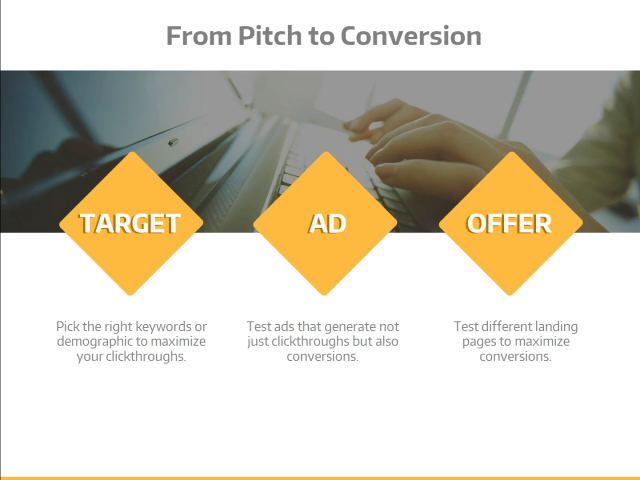 From Pitch to Conversion
TARGET
AD
OFFER
Pick the right keywords or
demographic to maximize
your clickthroughs.
Test ads that generate not
just clickthroughs but also
conversions.
Test different landing
pages to maximize
conversions.